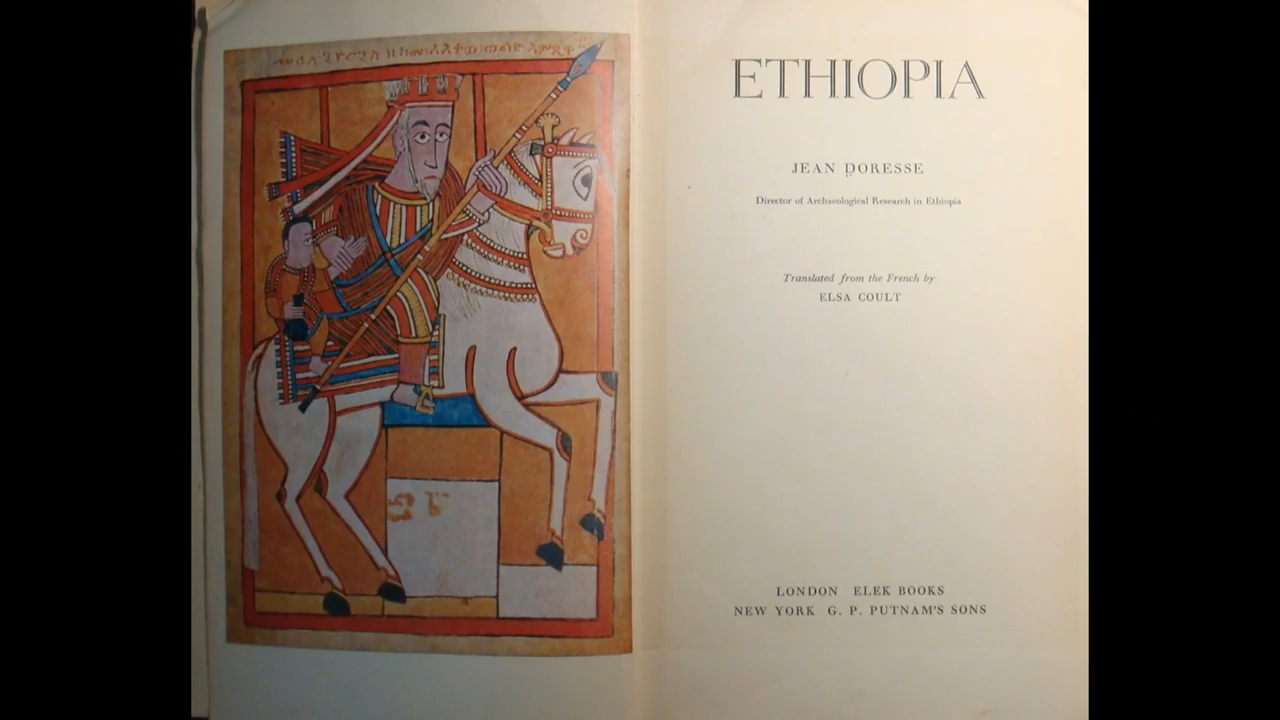 ETHIOPIA
JEAN DORESSE
Director of Archaeological Research in Ethiopia
Translated from the French by
ELSA COULT
LONDON ELEK BOOKS
NEW YORK G. P. PUTNAM'S SONS